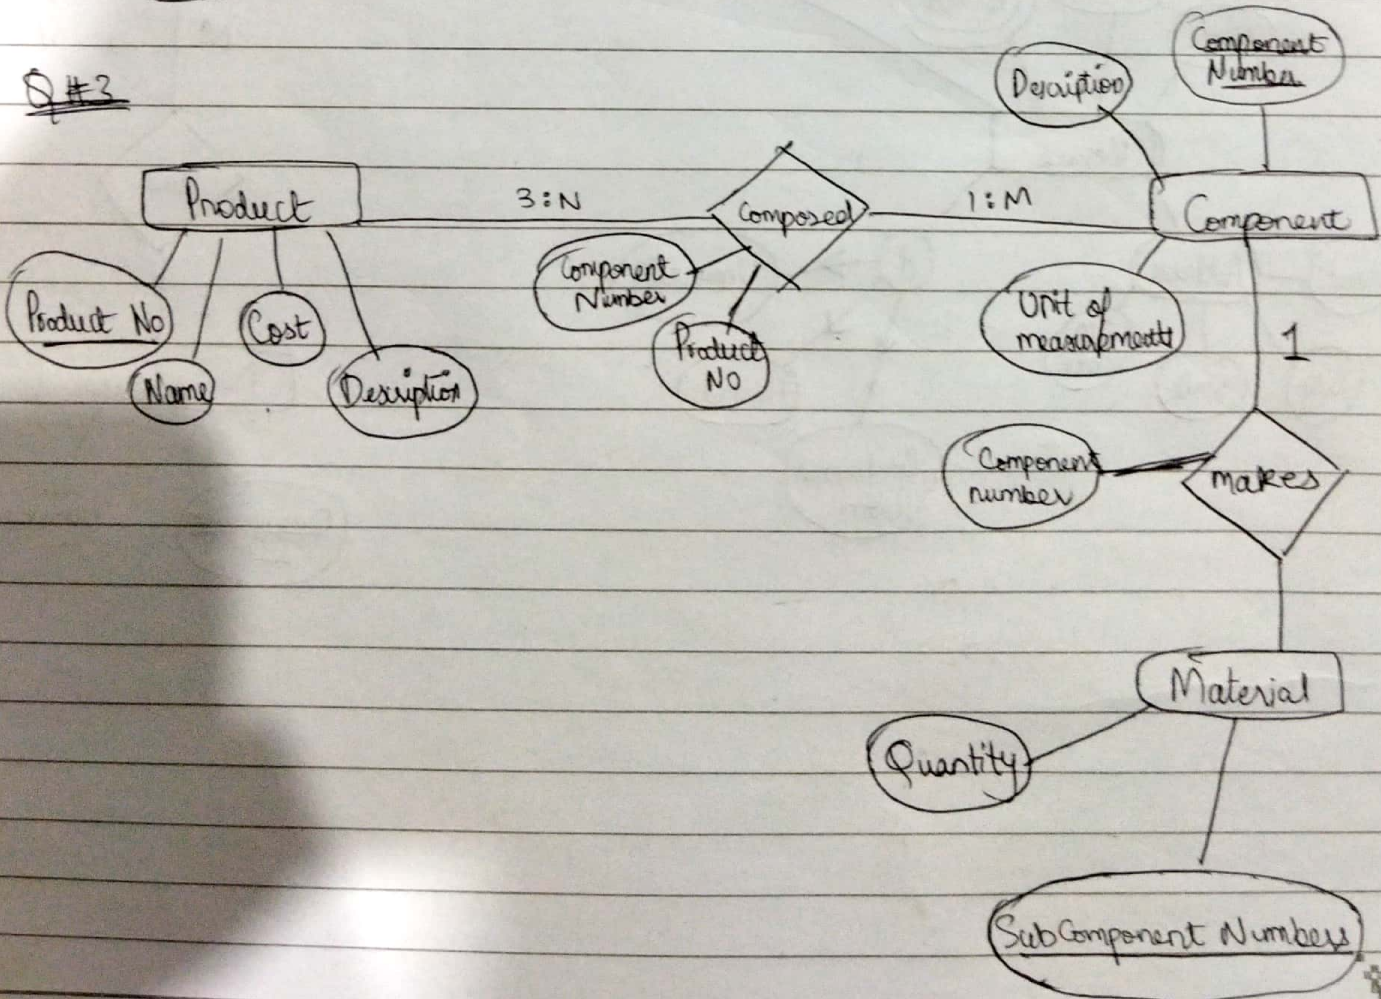 Q #3
Description
Component
Number
Product
3:N
Composed
1:M
Component
Component
Number
Product
No
Unit of
measurements
1
Product No
Name
Cost
Description
Component
number
makes
Material
Quantity
SubComponent Numbers